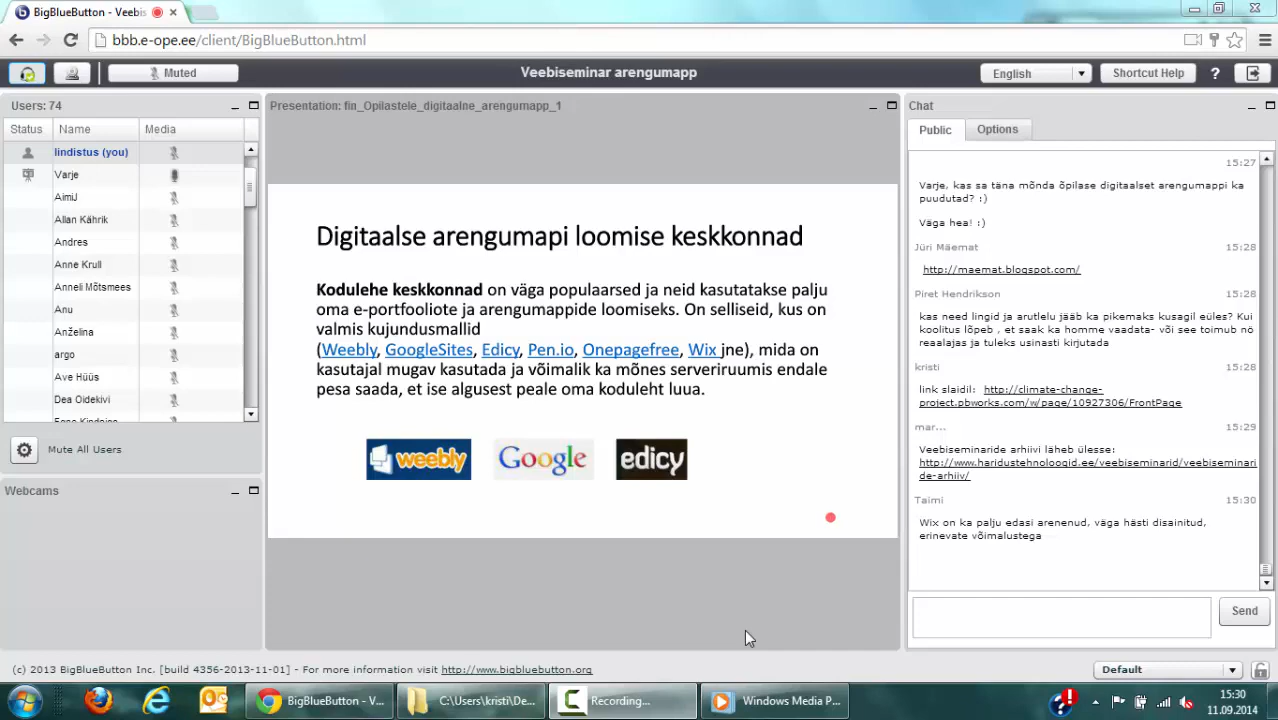 BigBlueButton - Veebis
bbb.e-ope.ee/client/BigBlueButton.html
Muted
Veebiseminar arengumapp
English
Shortcut Help
?
Users: 74
Status
Name
Media
lindistus (you)
Varje
AimiJ
Allan Kährik
Andres
Anne Krull
Anneli Mõtsmees
Anu
Anželina
argo
Ave Hüüs
Dea Oidekivi
Mute All Users
Webcams
Presentation: fin_Opilastele_digitaalne_arengumapp_1
Digitaalse arengumapi loomise keskkonnad
Kodulehe keskkonnad on väga populaarsed ja neid kasutatakse palju
oma e-portfooliote ja arengumappide loomiseks. On selliseid, kus on
valmis kujundusmallid
(Weebly, GoogleSites, Edicy, Pen.io, Onepagefree, Wix jne), mida on
kasutajal mugav kasutada ja võimalik ka mõnes serveriruumis endale
pesa saada, et ise algusest peale oma koduleht luua.
weebly
Google
edicy
Chat
Public
Options
15:27
Varje, kas sa täna mõnda õpilase digitaalset arengumappi ka
puudutad? :)
Väga hea! :)
Jüri Mäemat 15:28
http://maemat.blogspot.com/
Piret Hendrikson 15:28
kas need lingid ja arutlelu jääb ka pikemaks kusagil eüles? Kui
koolitus lõpeb , et saak ka homme vaadata- või see toimub nö
reaalajas ja tuleks usinasti kirjutada
kristi 15:28
link slaidil: http://climate-change-
project.pbworks.com/w/page/10927306/FrontPage
mar... 15:29
Veebiseminaride arhiivi läheb ülesse:
http://www.haridustehnoloogid.ee/veebiseminarid/veebiseminari
de-arhiiv/
Taimi 15:30
Wix on ka palju edasi arenenud, väga hästi disainitud,
erinevate võimalustega
Send
(c) 2013 BigBlueButton Inc. [build 4356-2013-11-01] - For more information visit http://www.bigbluebutton.org
Default
BigBlueButton - V...
C:\Users\kristi\De...
Recording...
Windows Media P...
15:30
11.09.2014